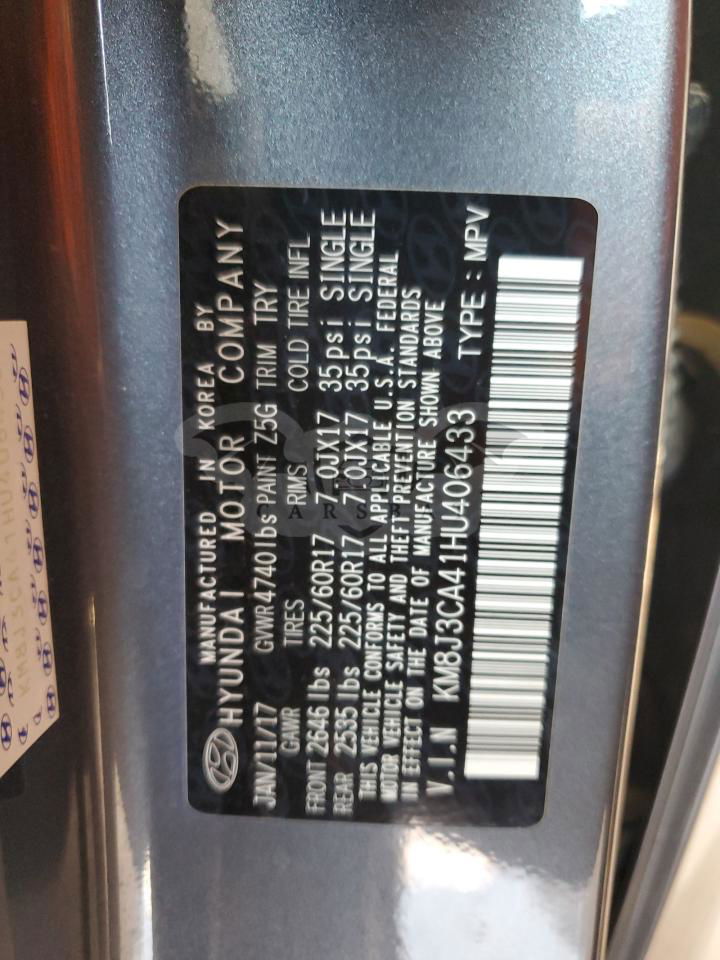 MANUFACTURED IN KOREA BY
HYUNDAI MOTOR COMPANY
JAN/11/17 GVWR 4740 lbs PAINT Z5G TRIM TRY
GAWR TIRES RIMS COLD TIRE INFL
FRONT 2646 lbs 225/60R17 7.0JX17 35psi SINGLE
REAR 2535 lbs 225/60R17 7.0JX17 35psi SINGLE
THIS VEHICLE CONFORMS TO ALL APPLICABLE U.S.A. FEDERAL
MOTOR VEHICLE SAFETY AND THEFT PREVENTION STANDARDS
IN EFFECT ON THE DATE OF MANUFACTURE SHOWN ABOVE
V.I.N KM8J3CA41HU406433 TYPE : MPV